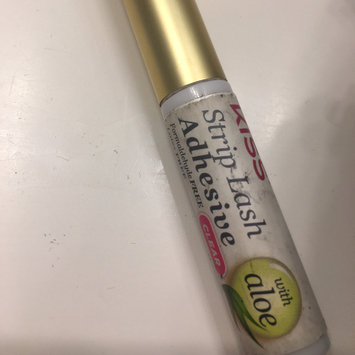 KISS
Strip Lash
Adhesive
Formaldehyde FREE
CLEAR
with
aloe